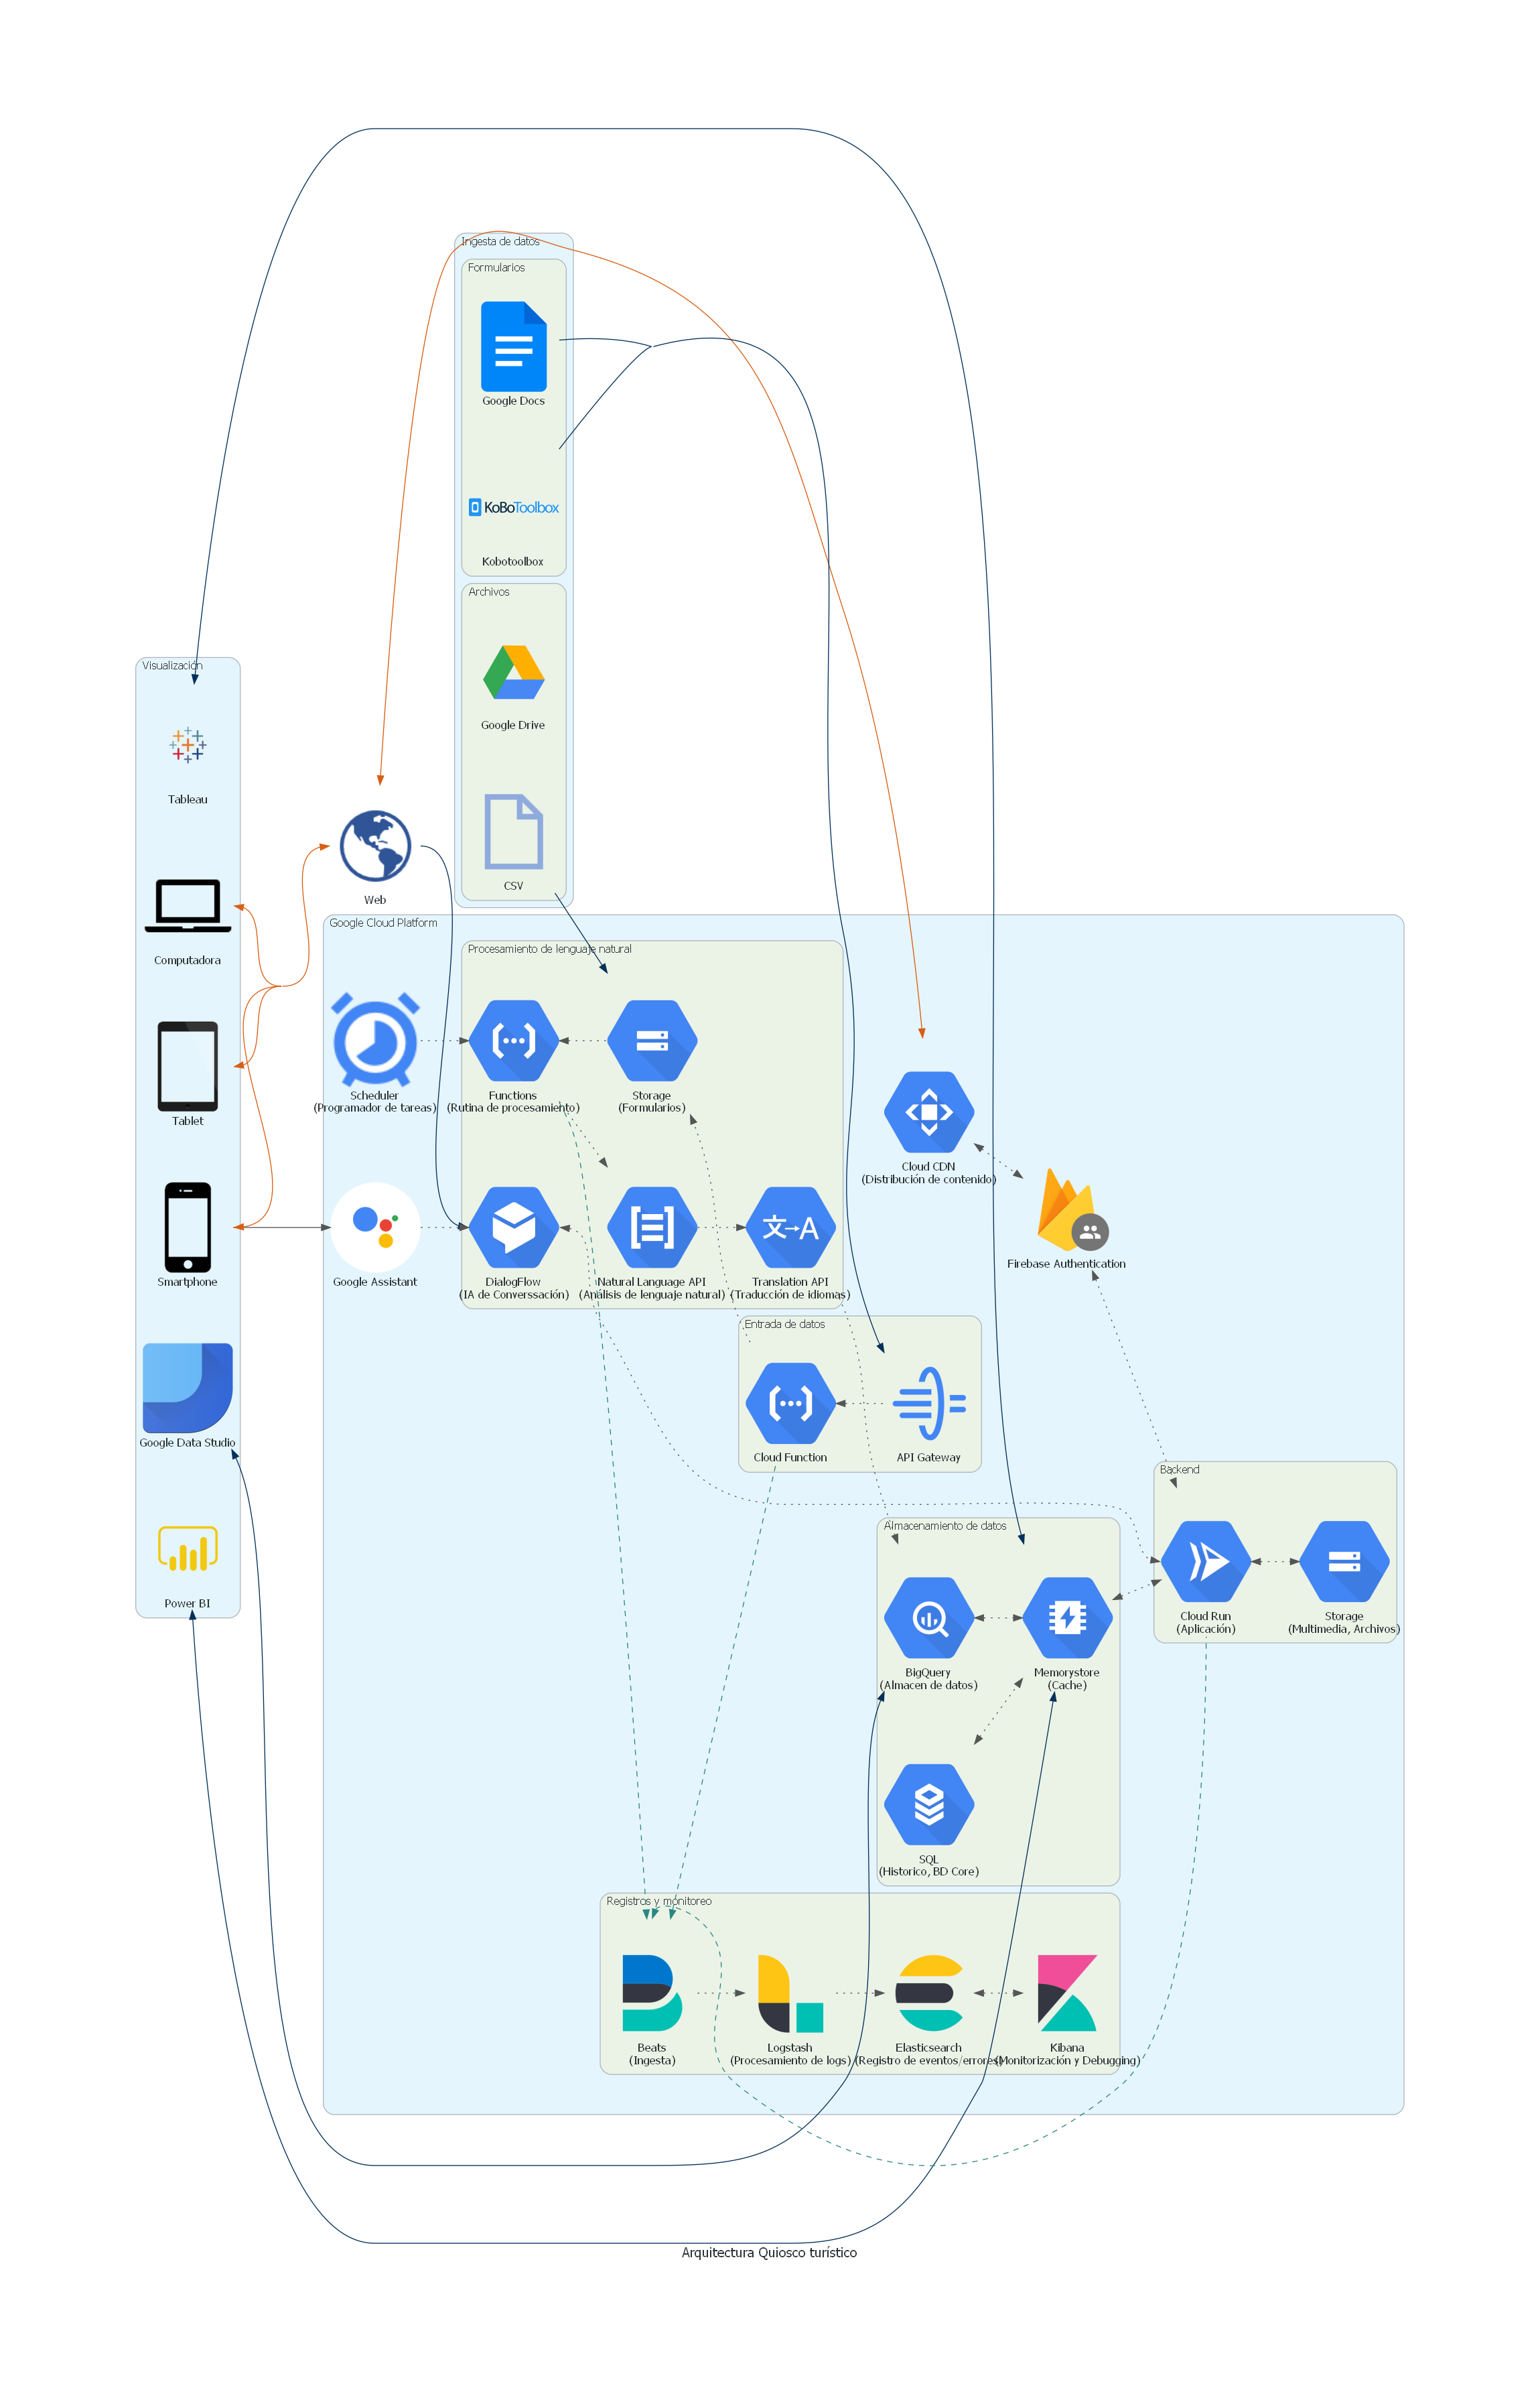 Ingesta de datos
Formularios
Google Docs
KoBoToolbox
Kobotoolbox
Archivos
Google Drive
CSV
Visualización
Tableau
Computadora
Tablet
Smartphone
Google Data Studio
Power BI
Web
Google Cloud Platform
Scheduler
(Programador de tareas)
Google Assistant
Procesamiento de lenguaje natural
Functions
(Rutina de procesamiento)
Storage
(Formularios)
DialogFlow
(IA de Converssación)
Natural Language API
(Análisis de lenguaje natural)
文→A
Translation API
(Traducción de idiomas)
Cloud CDN
(Distribución de contenido)
Firebase Authentication
Entrada de datos
Cloud Function
API Gateway
Backend
Cloud Run
(Aplicación)
Storage
(Multimedia, Archivos)
Almacenamiento de datos
BigQuery
(Almacen de datos)
Memorystore
(Cache)
SQL
(Historico, BD Core)
Registros y monitoreo
Beats
(Ingesta)
Logstash
(Procesamiento de logs)
Elasticsearch
(Registro de eventos/errores)
Kibana
(Monitorización y Debugging)
Arquitectura Quiosco turístico